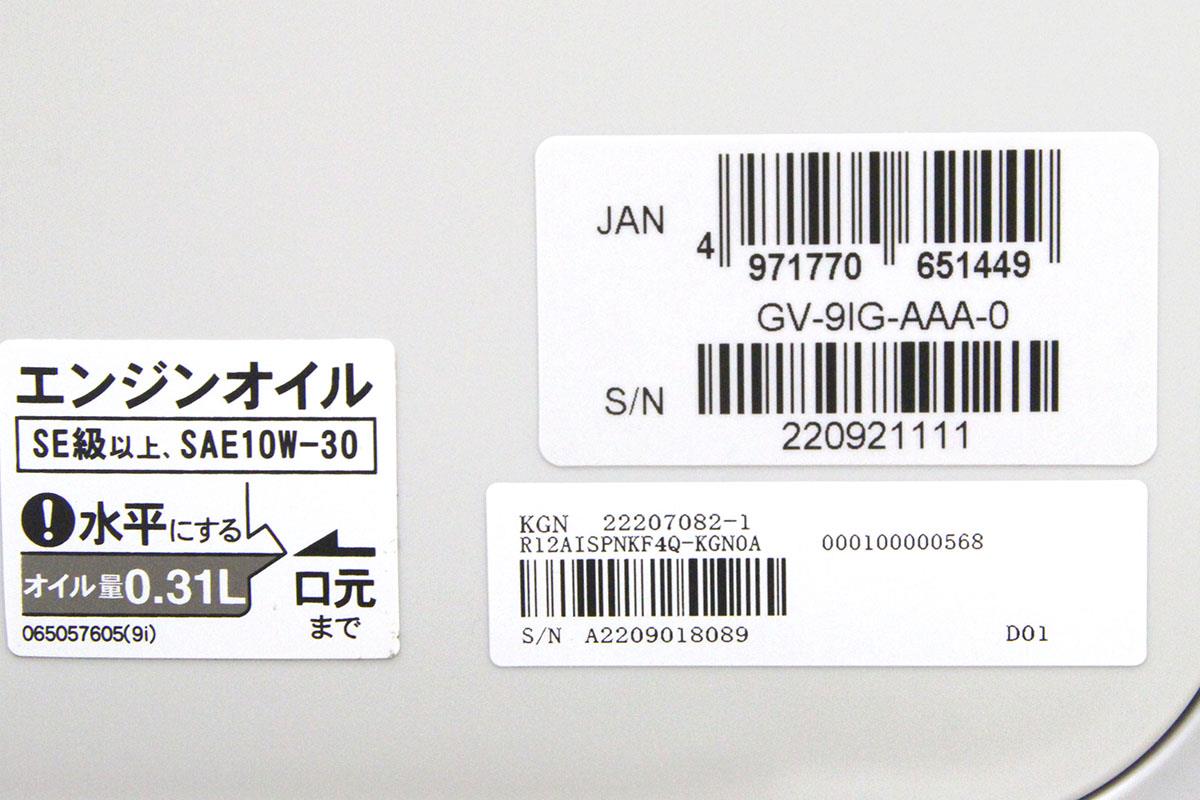 JAN
4 971770 651449
GV-9IG-AAA-0
S/N
220921111
エンジンオイル
SE級以上、SAE10W-30
!水平にする
オイル量0.31L
口元
まで
065057605(9i)
KGN 22207082-1
R12AISPNKF4Q-KGN0A 000100000568
S/N A2209018089 D01